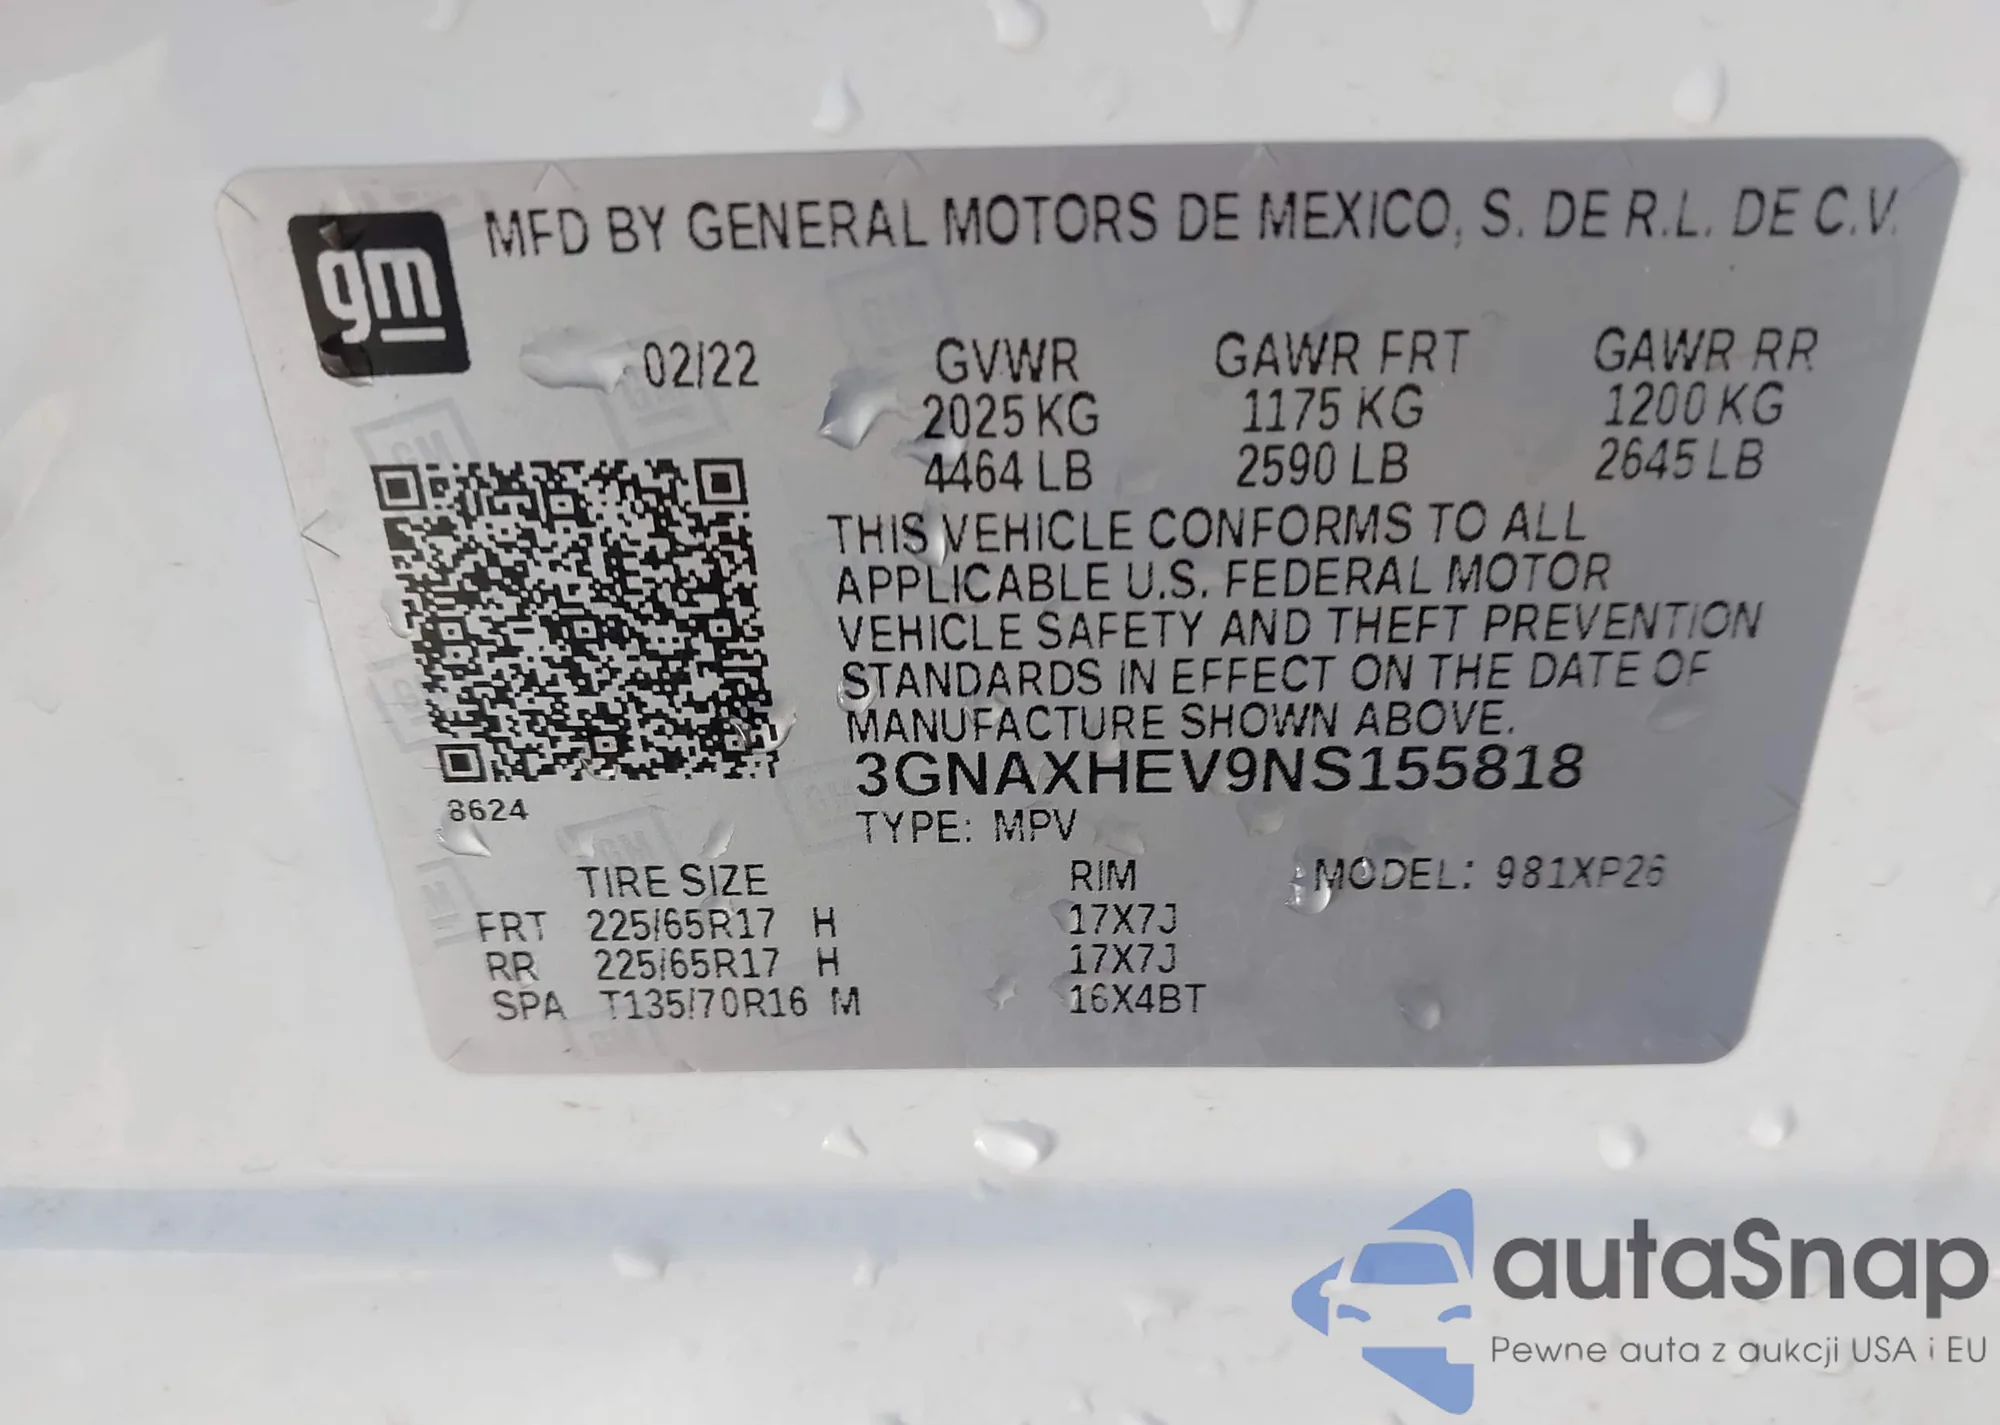 gm
MFD BY GENERAL MOTORS DE MEXICO, S. DE R.L. DE C.V.
02/22 GVWR GAWR FRT GAWR RR
2025 KG 1175 KG 1200 KG
4464 LB 2590 LB 2645 LB
THIS VEHICLE CONFORMS TO ALL
APPLICABLE U.S. FEDERAL MOTOR
VEHICLE SAFETY AND THEFT PREVENTION
STANDARDS IN EFFECT ON THE DATE OF
MANUFACTURE SHOWN ABOVE.
3GNAXHEV9NS155818
8624
TYPE: MPV
TIRE SIZE RIM MODEL: 981XP26
FRT 225/65R17 H 17X7J
RR 225/65R17 H 17X7J
SPA T135/70R16 M 16X4BT
autaSnap
Pewne auta z aukcji USA i EU